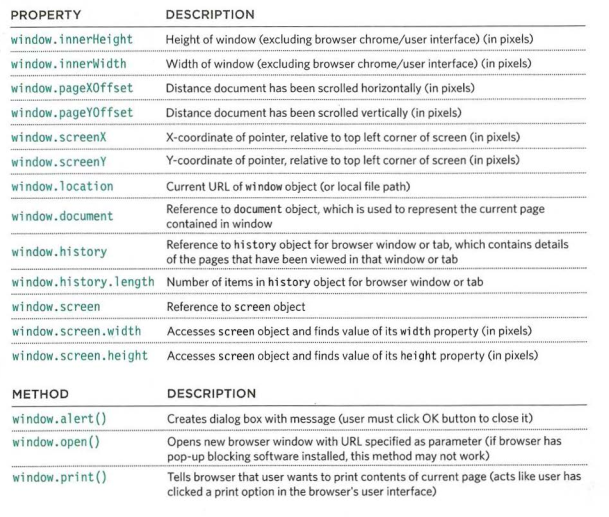 PROPERTY DESCRIPTION
window.innerHeight Height of window (excluding browser chrome/user interface) (in pixels)
window.innerWidth Width of window (excluding browser chrome/user interface) (in pixels)
window.pageXOffset Distance document has been scrolled horizontally (in pixels)
window.pageYOffset Distance document has been scrolled vertically (in pixels)
window.screenX X-coordinate of pointer, relative to top left corner of screen (in pixels)
window.screenY Y-coordinate of pointer, relative to top left corner of screen (in pixels)
window.location Current URL of window object (or local file path)
window.document Reference to document object, which is used to represent the current page
contained in window
window.history Reference to history object for browser window or tab, which contains details
of the pages that have been viewed in that window or tab
window.history.length Number of items in history object for browser window or tab
window.screen Reference to screen object
window.screen.width Accesses screen object and finds value of its width property (in pixels)
window.screen.height Accesses screen object and finds value of its height property (in pixels)
METHOD DESCRIPTION
window.alert() Creates dialog box with message (user must click OK button to close it)
window.open() Opens new browser window with URL specified as parameter (if browser has
pop-up blocking software installed, this method may not work)
window.print() Tells browser that user wants to print contents of current page (acts like user has
clicked a print option in the browser's user interface)